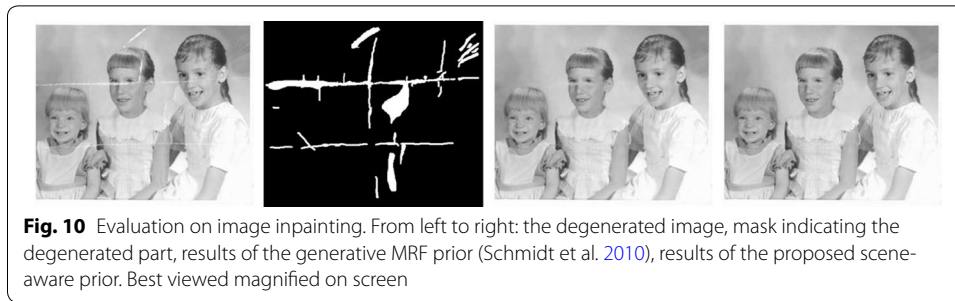 Fig. 10 Evaluation on image inpainting. From left to right: the degenerated image, mask indicating the
degenerated part, results of the generative MRF prior (Schmidt et al. 2010), results of the proposed scene-
aware prior. Best viewed magnified on screen